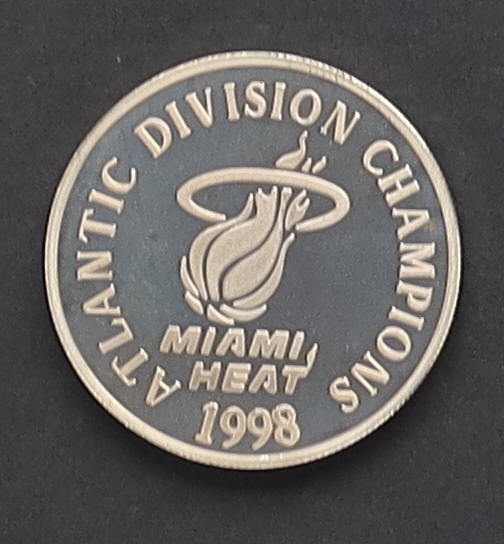 ATLANTIC DIVISION CHAMPIONS
MIAMI
HEAT
1998